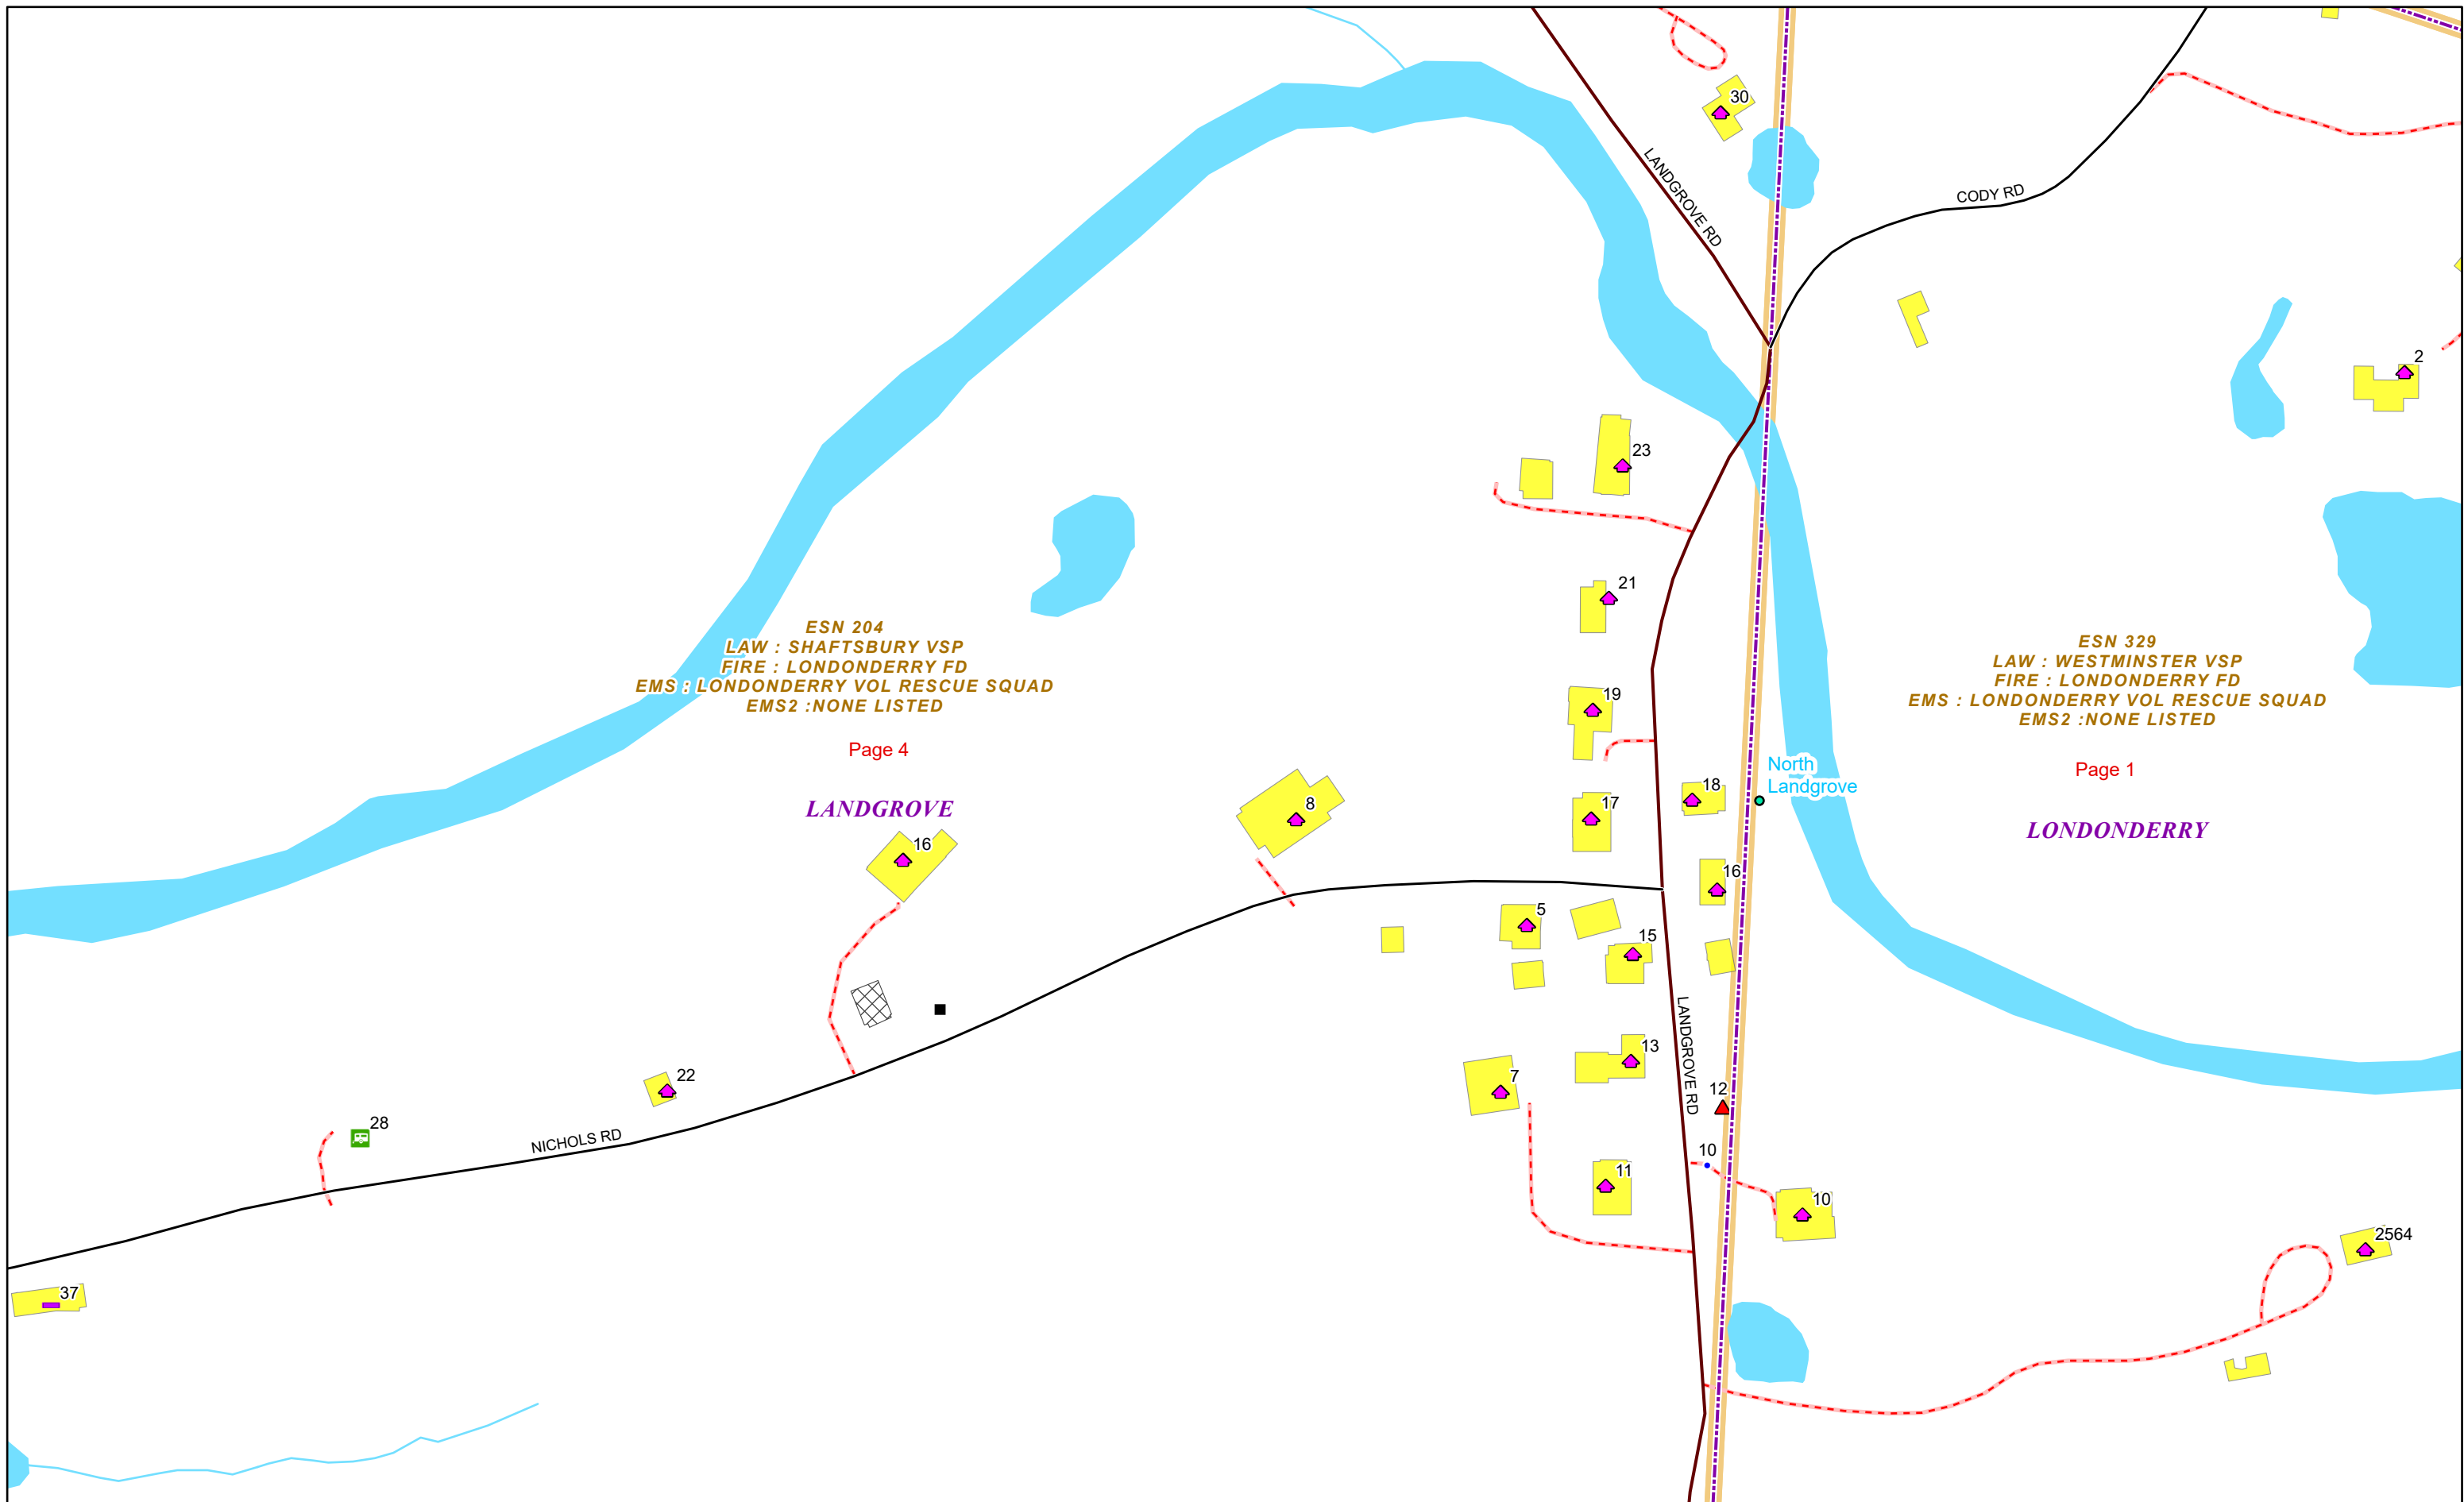 30
LANDGROVE RD
CODY RD
2
23
21
ESN 204
LAW : SHAFTSBURY VSP
FIRE : LONDONDERRY FD
EMS : LONDONDERRY VOL RESCUE SQUAD
EMS2 :NONE LISTED
Page 4
LANDGROVE
ESN 329
LAW : WESTMINSTER VSP
FIRE : LONDONDERRY FD
EMS : LONDONDERRY VOL RESCUE SQUAD
EMS2 :NONE LISTED
Page 1
LONDONDERRY
19
North
Landgrove
18
17
8
16
16
5
15
LANDGROVE RD
13
7
12
22
28
NICHOLS RD
10
11
10
2564
37